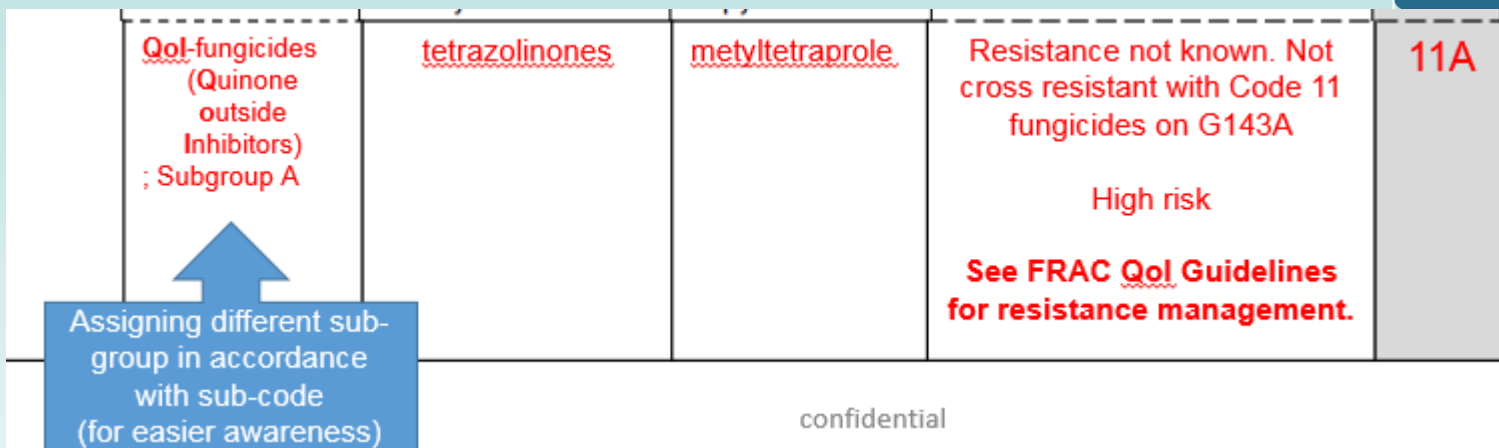 QoI-fungicides
(Quinone
outside
Inhibitors)
; Subgroup A
tetrazolinones
metyltetraprole
Resistance not known. Not
cross resistant with Code 11
fungicides on G143A
High risk
See FRAC QoI Guidelines
for resistance management.
11A
Assigning different sub-
group in accordance
with sub-code
(for easier awareness)
confidential